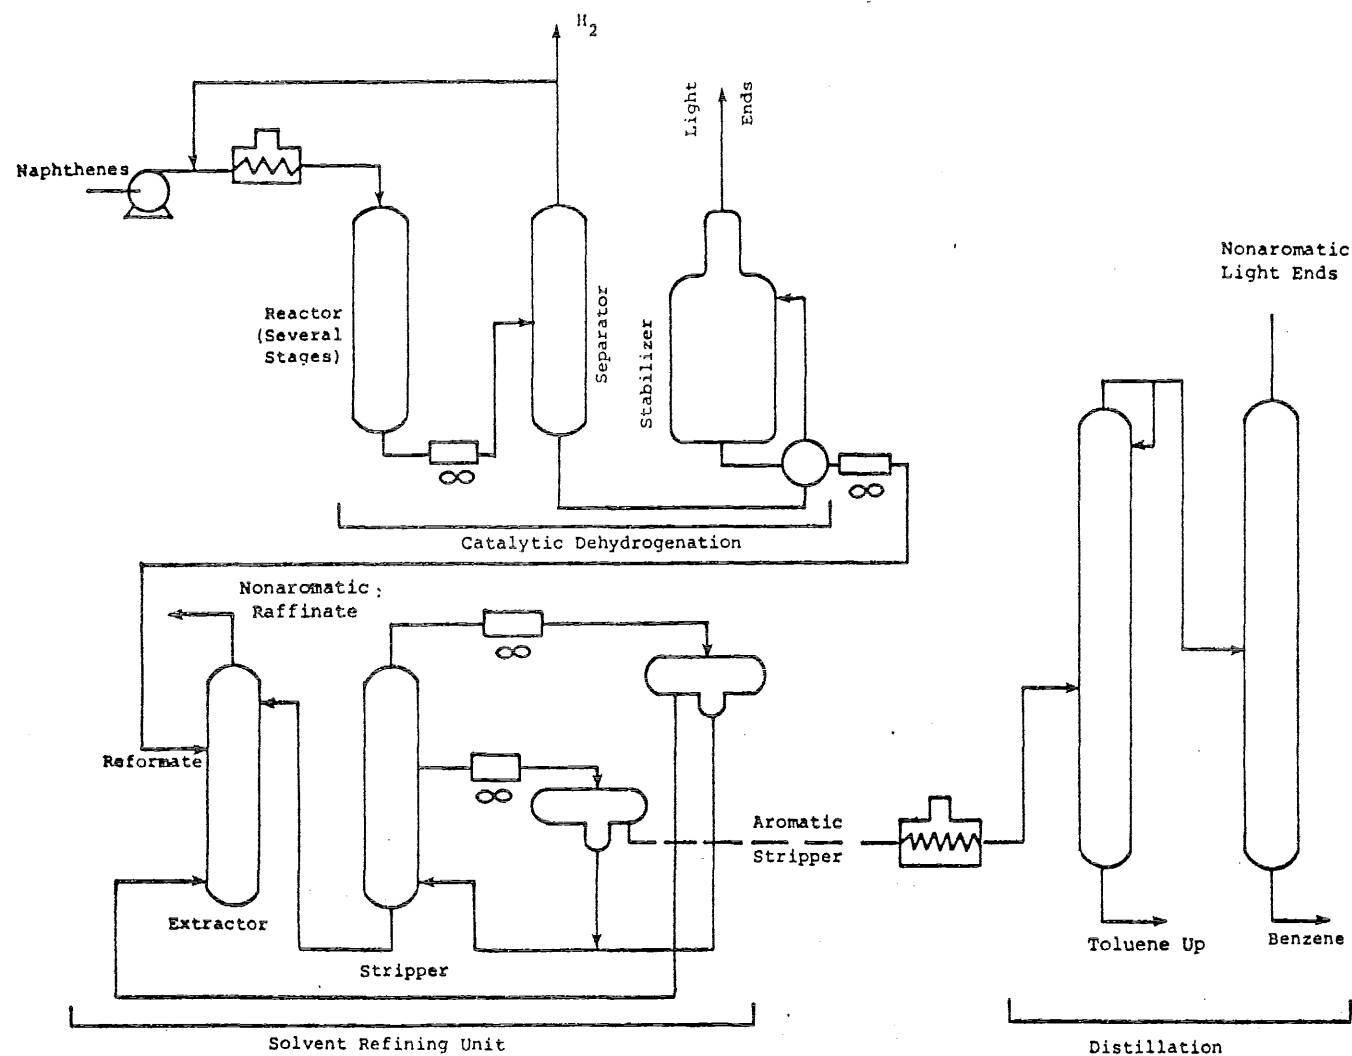 H2
Light
Ends
Naphthenes
Reactor
(Several
Stages)
Separator
Stabilizer
Nonaromatic
Light Ends
Catalytic Dehydrogenation
Nonaromatic
Raffinate
Reformate
Aromatic
Stripper
Extractor
Stripper
Toluene Up
Benzene
Solvent Refining Unit
Distillation